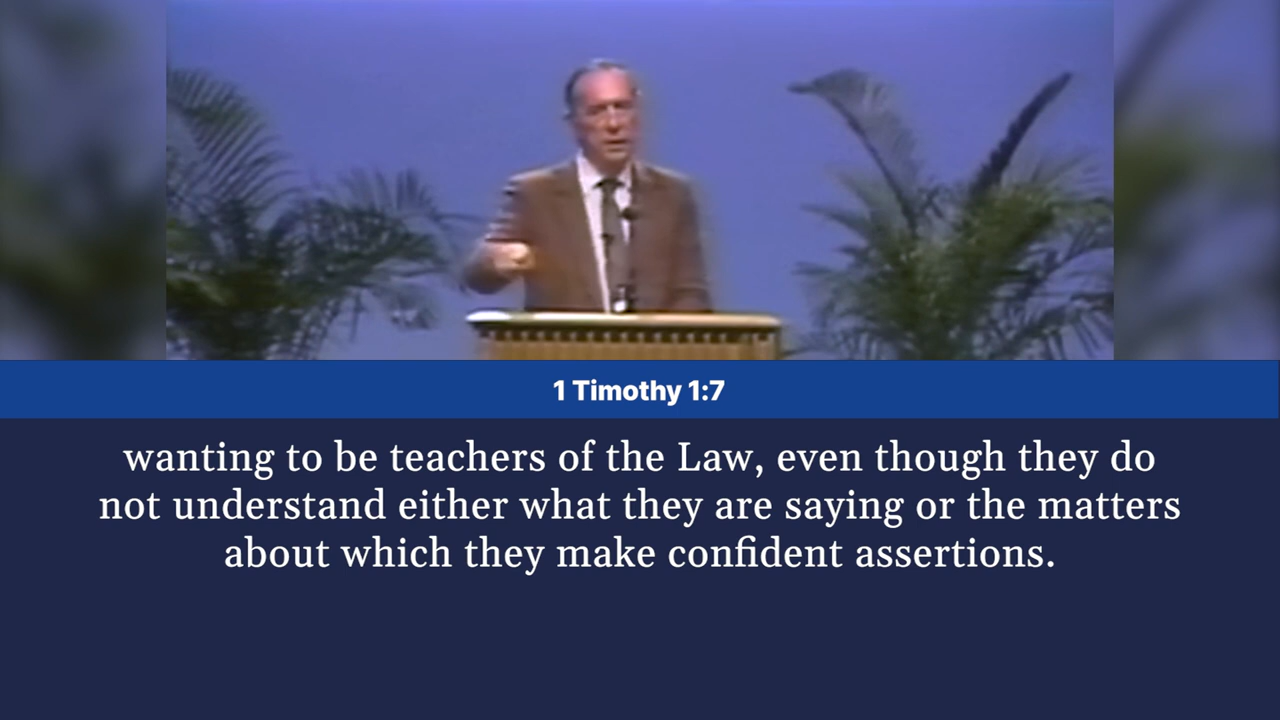 1 Timothy 1:7
wanting to be teachers of the Law, even though they do
not understand either what they are saying or the matters
about which they make confident assertions.